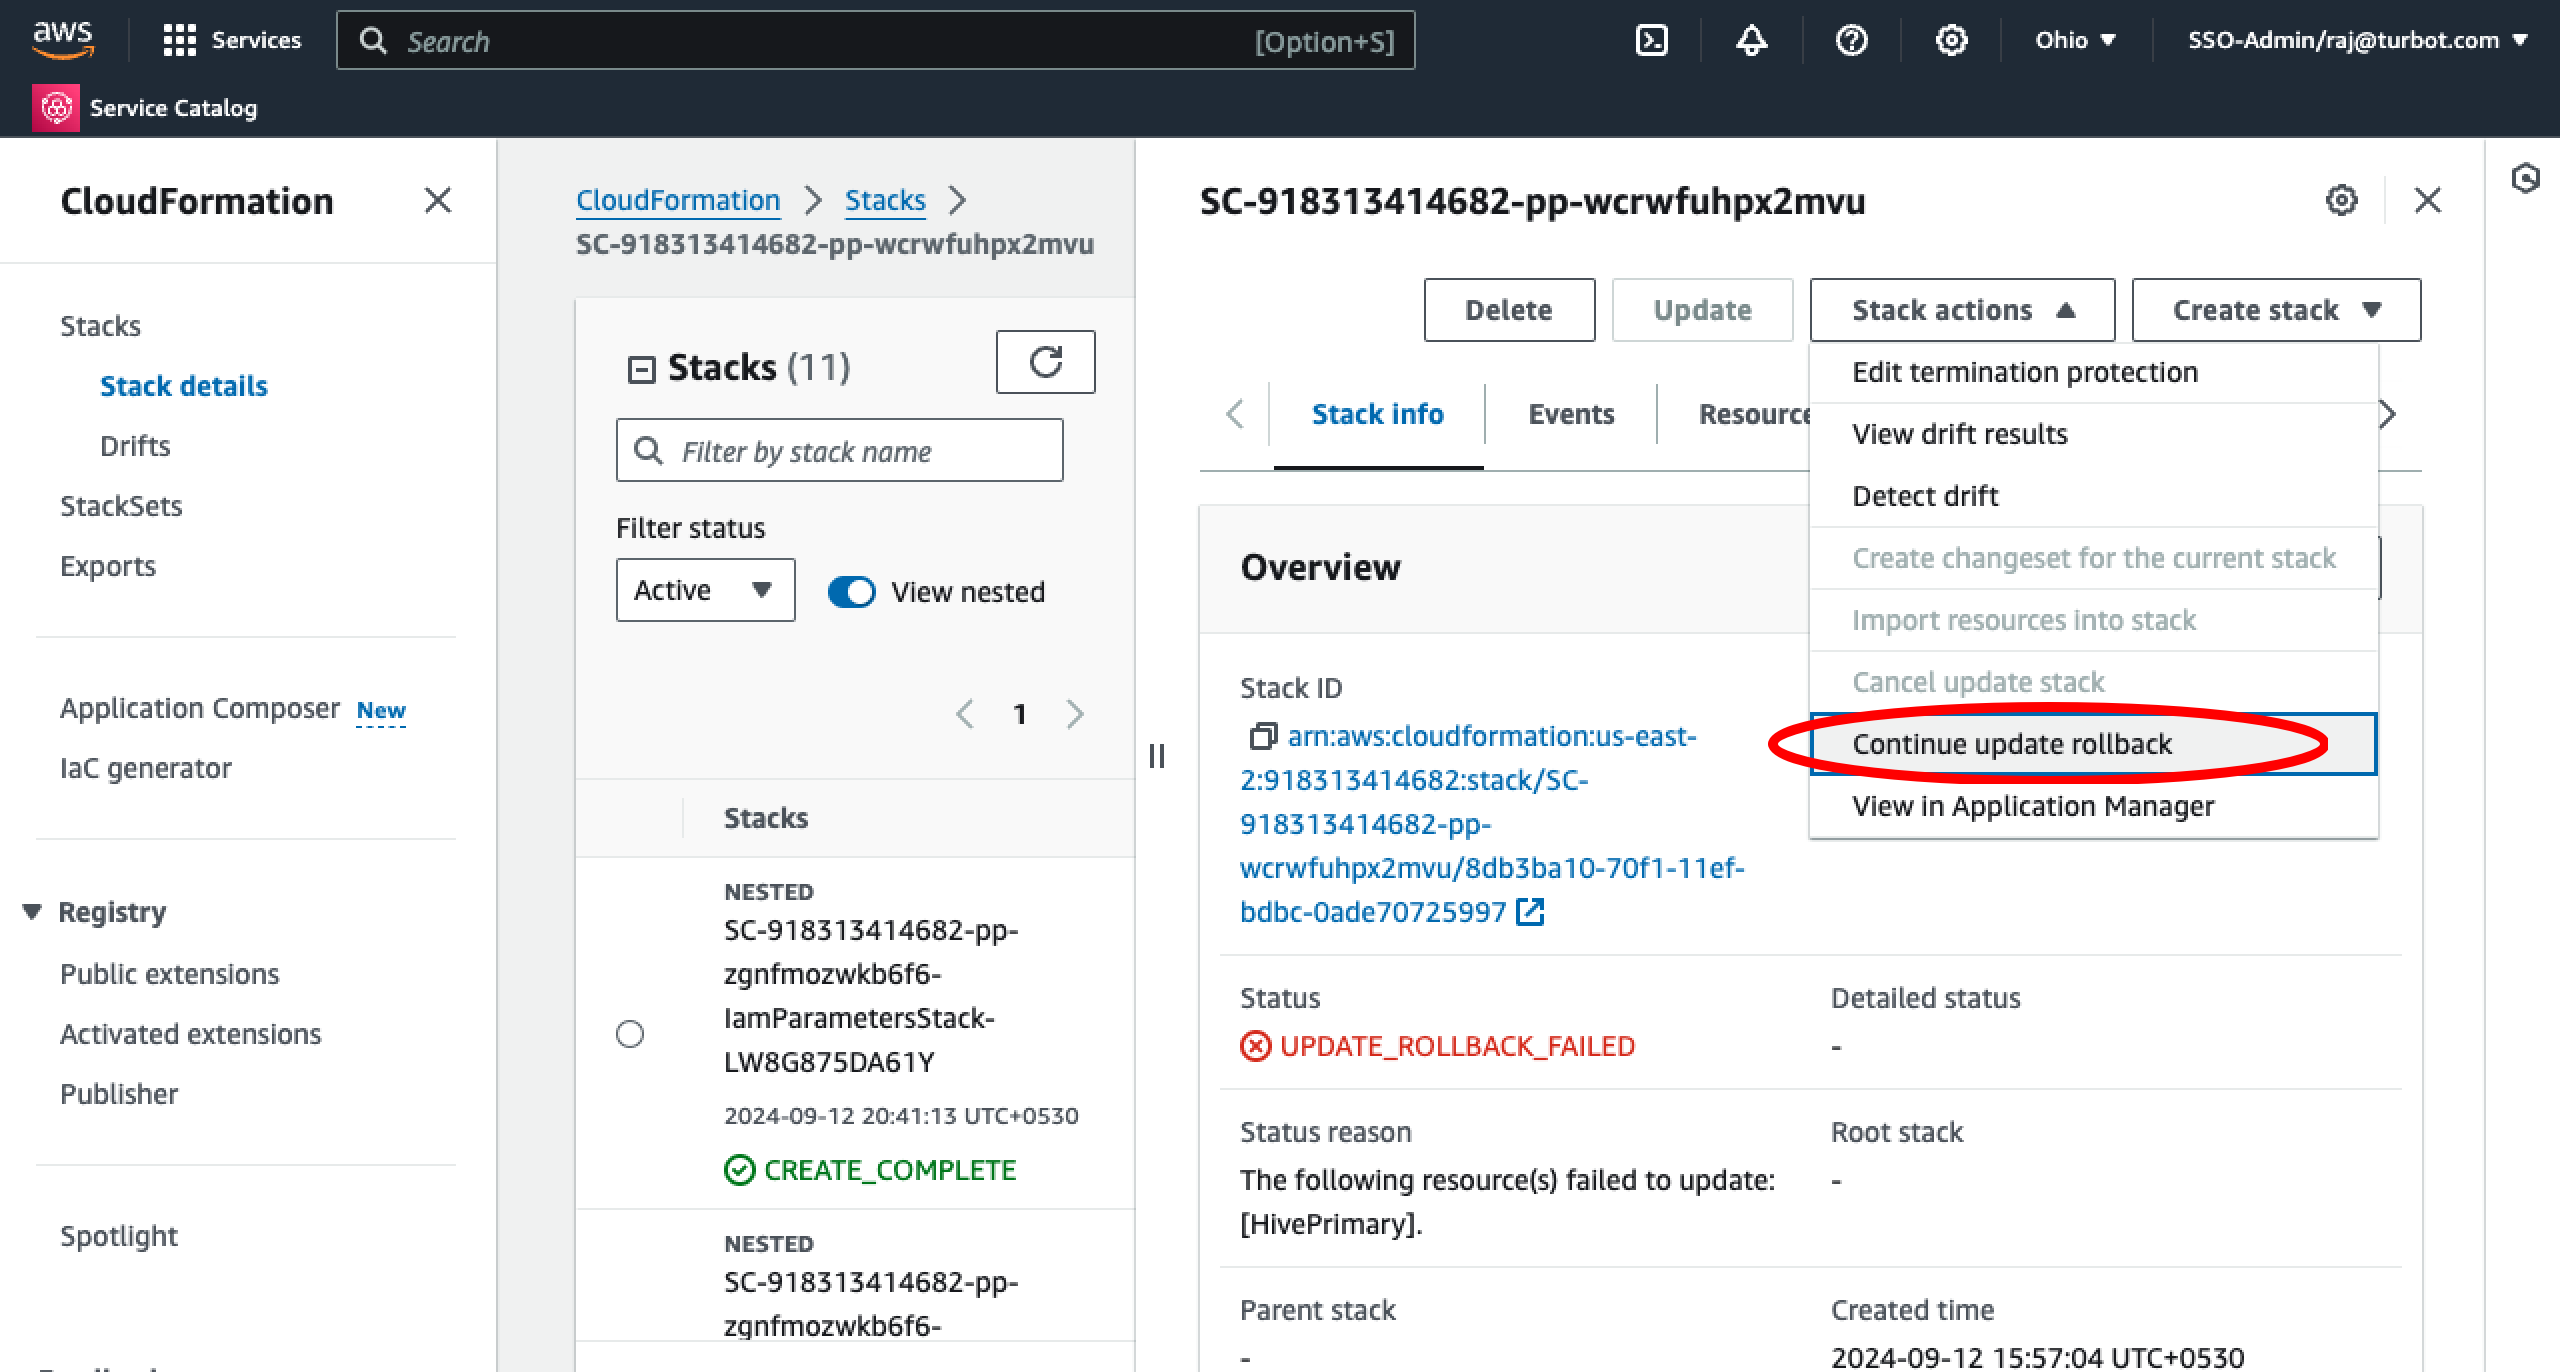 aws
Services
Search
[Option+S]
Ohio
SSO-Admin/raj@turbot.com
Service Catalog
CloudFormation
Stacks
Stack details
Drifts
StackSets
Exports
Application Composer New
IaC generator
Registry
Public extensions
Activated extensions
Publisher
Spotlight
CloudFormation
Stacks
SC-918313414682-pp-wcrwfuhpx2mvu
Stacks (11)
Filter by stack name
Filter status
Active
View nested
1
Stacks
NESTED
SC-918313414682-pp-
zgnfmozwkb6f6-
IamParametersStack-
LW8G875DA61Y
2024-09-12 20:41:13 UTC+0530
CREATE_COMPLETE
NESTED
SC-918313414682-pp-
zgnfmozwkb6f6-
SC-918313414682-pp-wcrwfuhpx2mvu
Delete
Update
Stack actions
Create stack
Edit termination protection
View drift results
Detect drift
Create changeset for the current stack
Import resources into stack
Cancel update stack
Continue update rollback
View in Application Manager
Stack info
Events
Resource
Overview
Stack ID
arn:aws:cloudformation:us-east-
2:918313414682:stack/SC-
918313414682-pp-
wcrwfuhpx2mvu/8db3ba10-70f1-11ef-
bdbc-0ade70725997
Status
UPDATE_ROLLBACK_FAILED
Detailed status
-
Status reason
The following resource(s) failed to update:
[HivePrimary].
Root stack
-
Parent stack
-
Created time
2024-09-12 15:57:04 UTC+0530